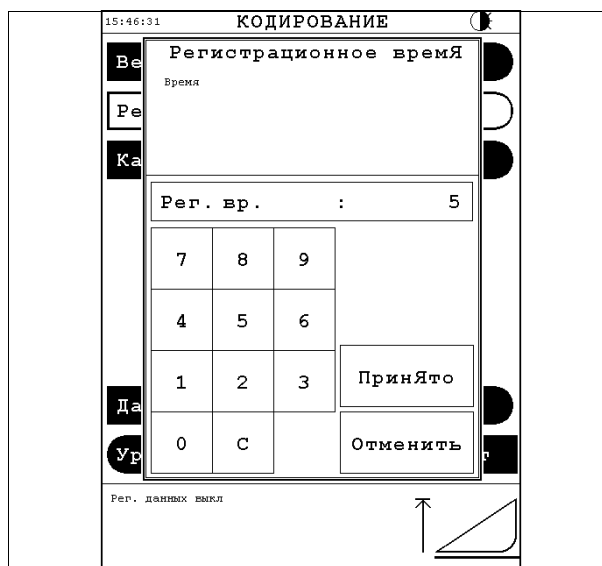 15:46:31 КОДИРОВАНИЕ
Ве
Регистрационное времЯ
Время
Ре
Ка
Рег. вр. : 5
7 8 9
4 5 6
1 2 3
ПринЯто
Да
0 C
Отменить
Ур
Рег. данных выкл